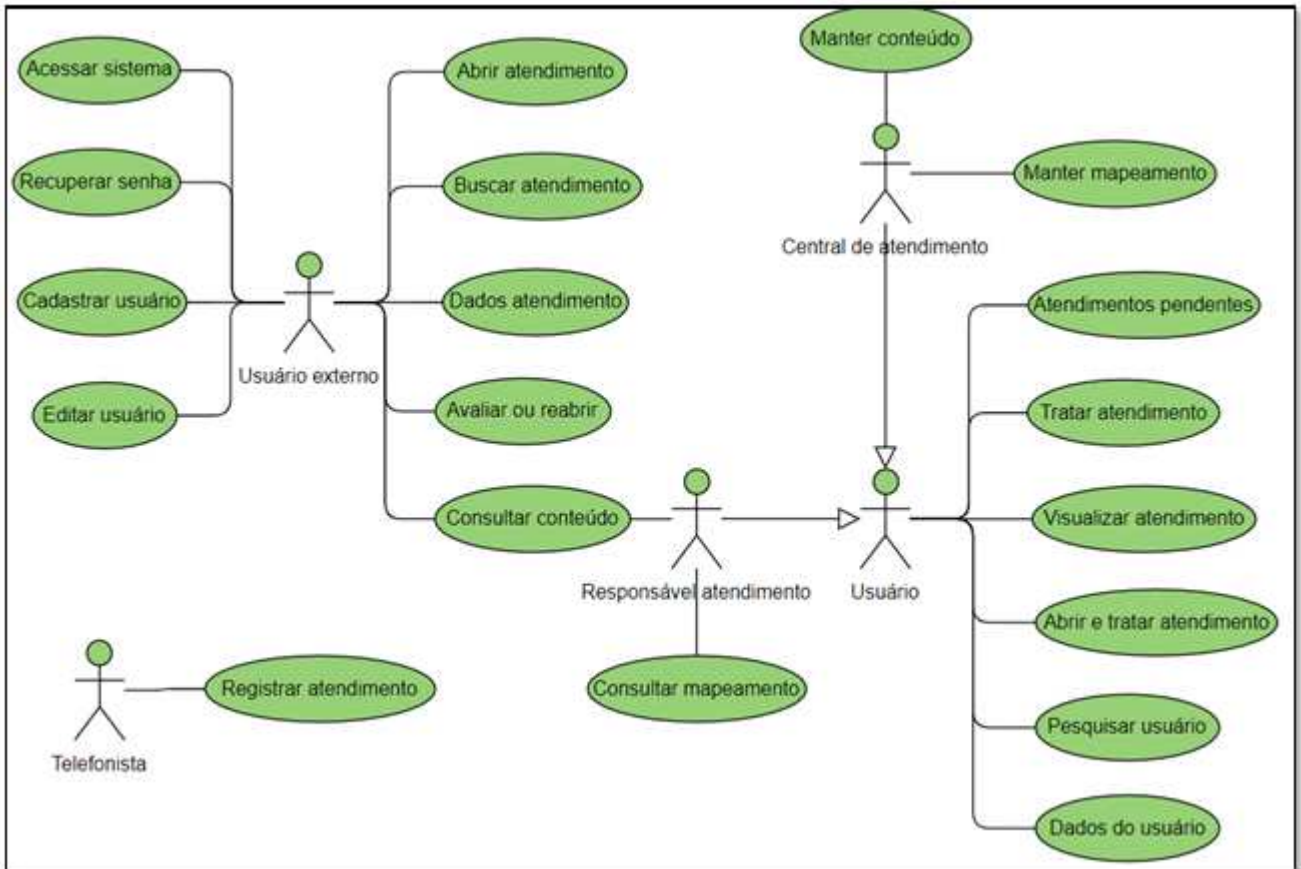 Manter conteúdo
Acessar sistema
Abrir atendimento
Recuperar senha
Buscar atendimento
Manter mapeamento
Central de atendimento
Cadastrar usuário
Dados atendimento
Atendimentos pendentes
Usuário externo
Editar usuário
Avaliar ou reabrir
Tratar atendimento
Consultar conteúdo
Visualizar atendimento
Responsável atendimento
Usuário
Abrir e tratar atendimento
Registrar atendimento
Consultar mapeamento
Pesquisar usuário
Telefonista
Dados do usuário